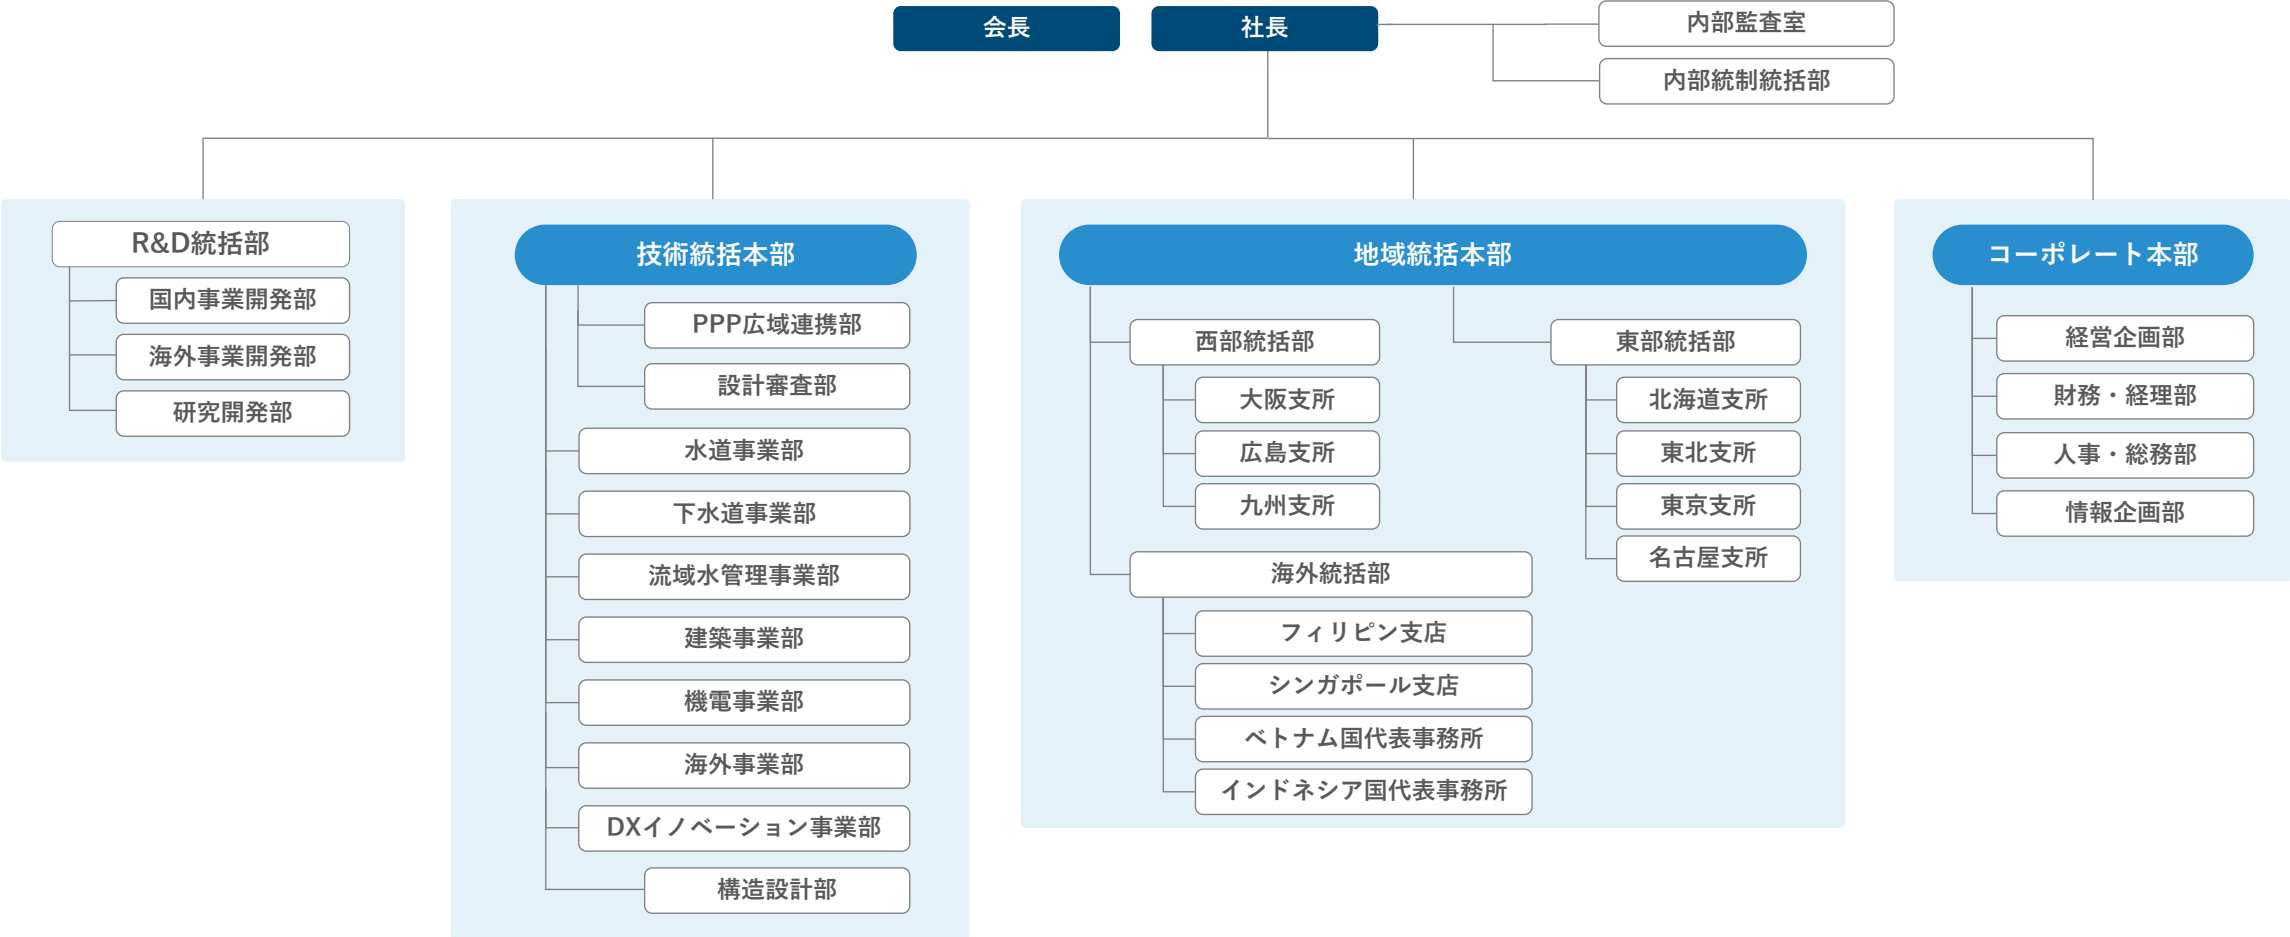 会長
社長
内部監査室
内部統制統括部
R&D統括部
国内事業開発部
海外事業開発部
研究開発部
技術統括本部
PPP広域連携部
設計審査部
水道事業部
下水道事業部
流域水管理事業部
建築事業部
機電事業部
海外事業部
DXイノベーション事業部
構造設計部
地域統括本部
西部統括部
大阪支所
広島支所
九州支所
海外統括部
フィリピン支店
シンガポール支店
ベトナム国代表事務所
インドネシア国代表事務所
東部統括部
北海道支所
東北支所
東京支所
名古屋支所
コーポレート本部
経営企画部
財務・経理部
人事・総務部
情報企画部